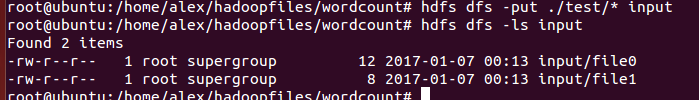 root@ubuntu:/home/alex/hadoopfiles/wordcount# hdfs dfs -put ./test/* input
root@ubuntu:/home/alex/hadoopfiles/wordcount# hdfs dfs -ls input
Found 2 items
-rw-r--r--   1 root supergroup         12 2017-01-07 00:13 input/file0
-rw-r--r--   1 root supergroup          8 2017-01-07 00:13 input/file1
root@ubuntu:/home/alex/hadoopfiles/wordcount#